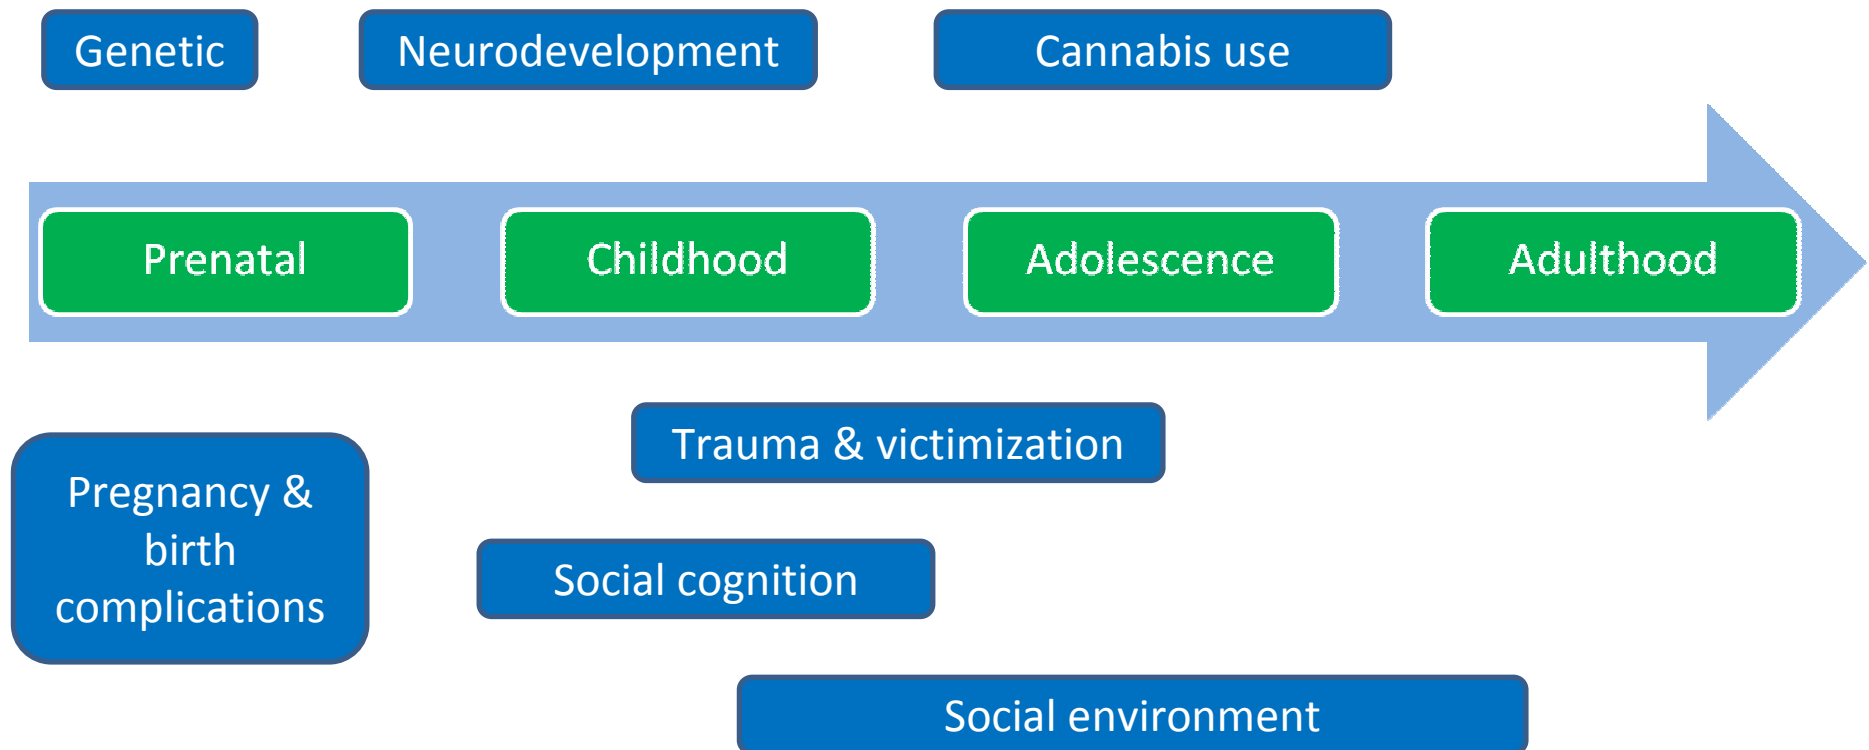 Genetic
Neurodevelopment
Cannabis use
Prenatal
Childhood
Adolescence
Adulthood
Trauma & victimization
Pregnancy &
birth
complications
Social cognition
Social environment